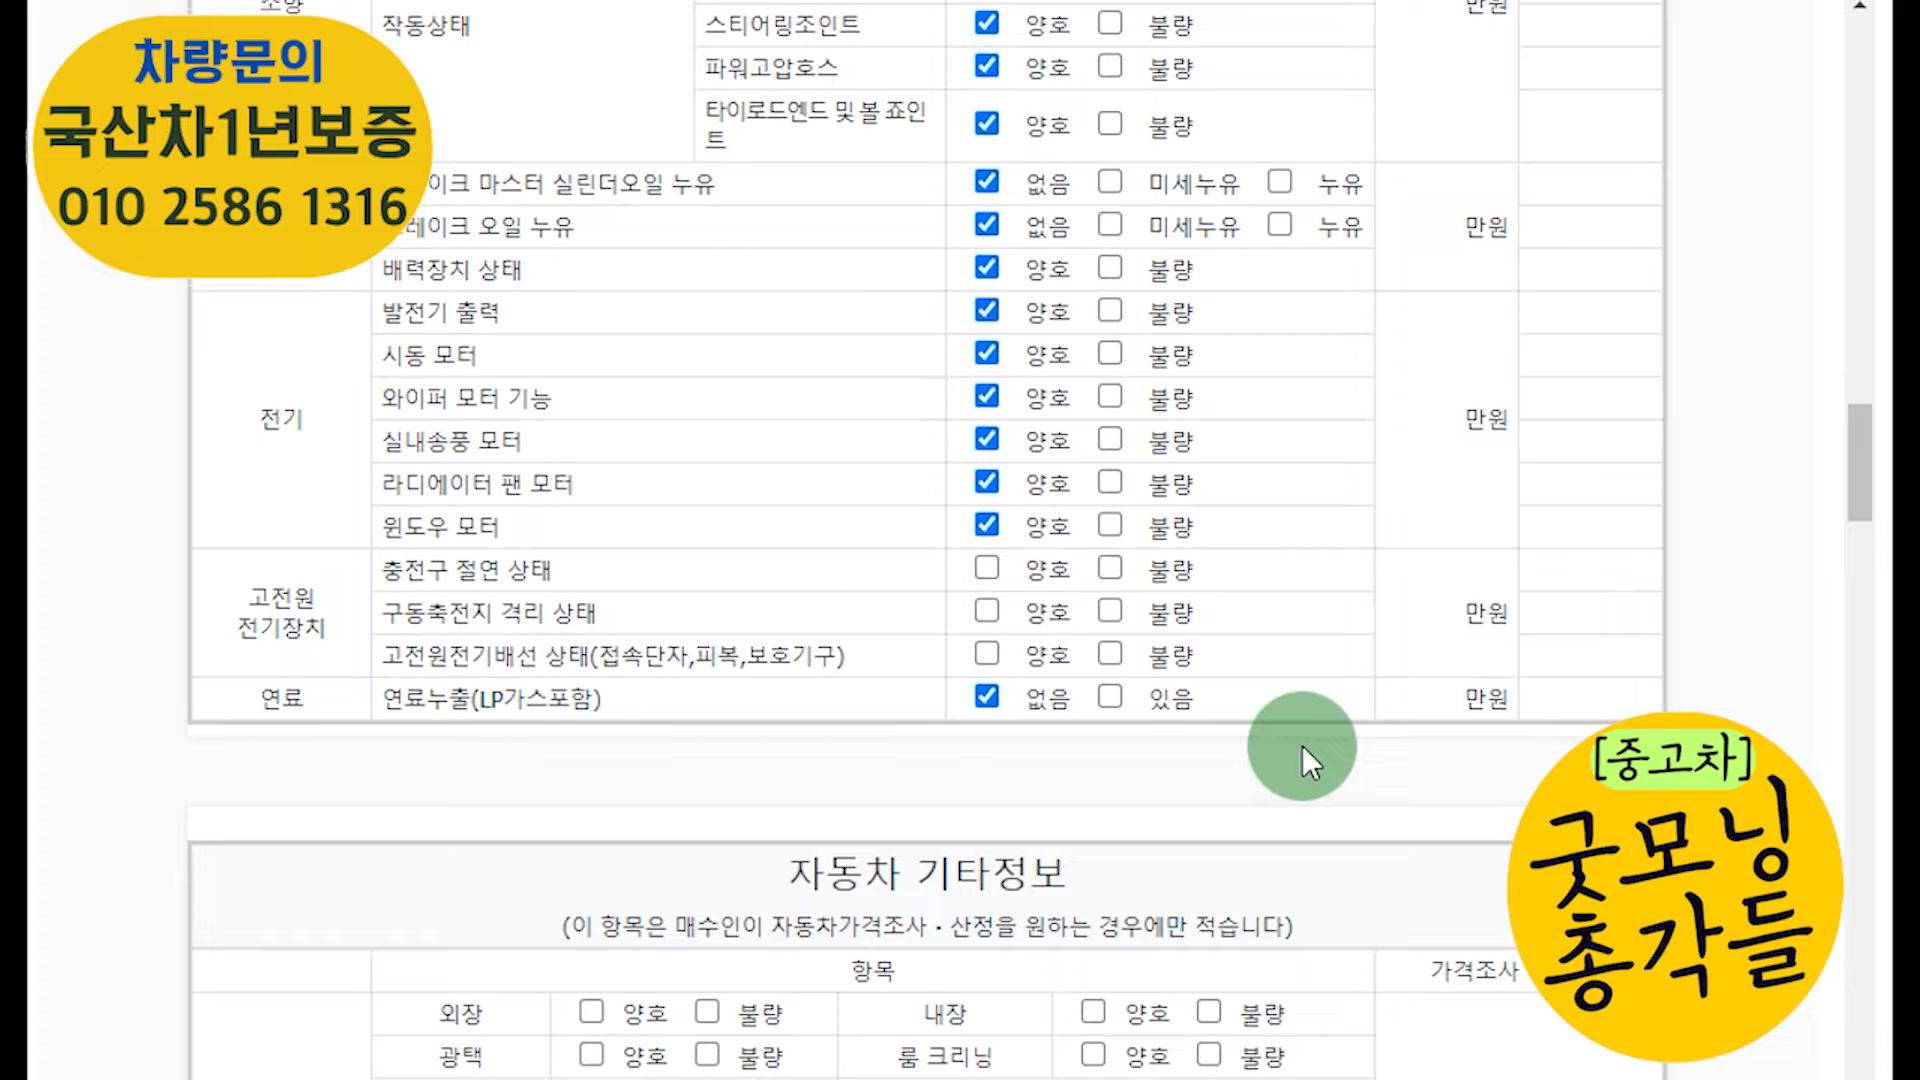 작동상태
스티어링조인트 양호 불량
만원
파워고압호스 양호 불량
타이로드엔드 및 볼 죠인
트
양호 불량
차량문의
국산차1년보증
010 2586 1316
이크 마스터 실린더오일 누유 없음 미세누유 누유
레이크 오일 누유 없음 미세누유 누유 만원
배력장치 상태 양호 불량
전기
발전기 출력 양호 불량
시동 모터 양호 불량
와이퍼 모터 기능 양호 불량
만원
실내송풍 모터 양호 불량
라디에이터 팬 모터 양호 불량
윈도우 모터 양호 불량
고전원
전기장치
충전구 절연 상태 양호 불량
구동축전지 격리 상태 양호 불량 만원
고전원전기배선 상태(접속단자,피복,보호기구) 양호 불량
연료 연료누출(LP가스포함) 없음 있음 만원
자동차 기타정보
(이 항목은 매수인이 자동차가격조사·산정을 원하는 경우에만 적습니다)
항목 가격조사
외장 양호 불량 내장 양호 불량
광택 양호 불량 룸 크리닝 양호 불량
[중고차]
굿모닝
총각들